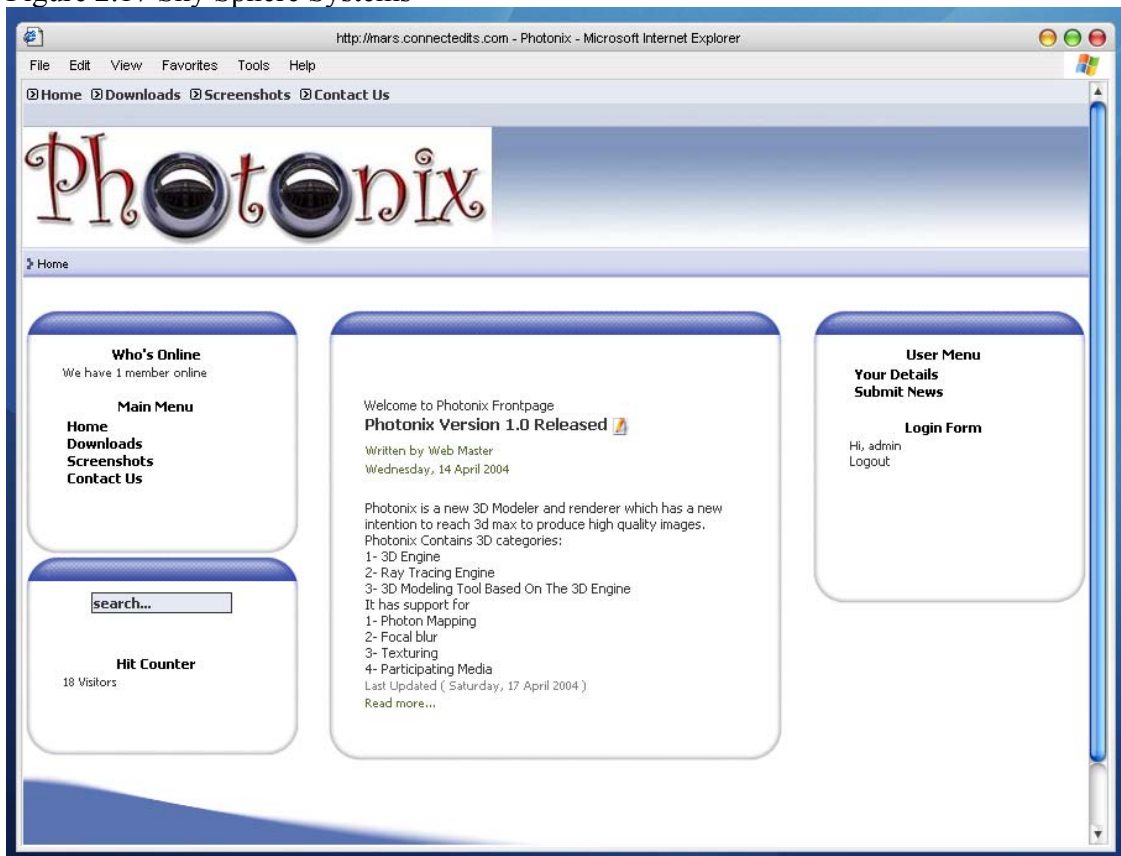 Figure 2.17 Sky Sphere Systems
http://mars.connectedits.com - Photonix - Microsoft Internet Explorer
File Edit View Favorites Tools Help
Home Downloads Screenshots Contact Us
Photonix
Home
Who's Online
We have 1 member online
Main Menu
Home
Downloads
Screenshots
Contact Us
search...
Hit Counter
18 Visitors
Welcome to Photonix Frontpage
Photonix Version 1.0 Released
Written by Web Master
Wednesday, 14 April 2004
Photonix is a new 3D Modeler and renderer which has a new
intention to reach 3d max to produce high quality images.
Photonix Contains 3D categories:
1- 3D Engine
2- Ray Tracing Engine
3- 3D Modeling Tool Based On The 3D Engine
It has support for
1- Photon Mapping
2- Focal blur
3- Texturing
4- Participating Media
Last Updated ( Saturday, 17 April 2004 )
Read more...
User Menu
Your Details
Submit News
Login Form
Hi, admin
Logout